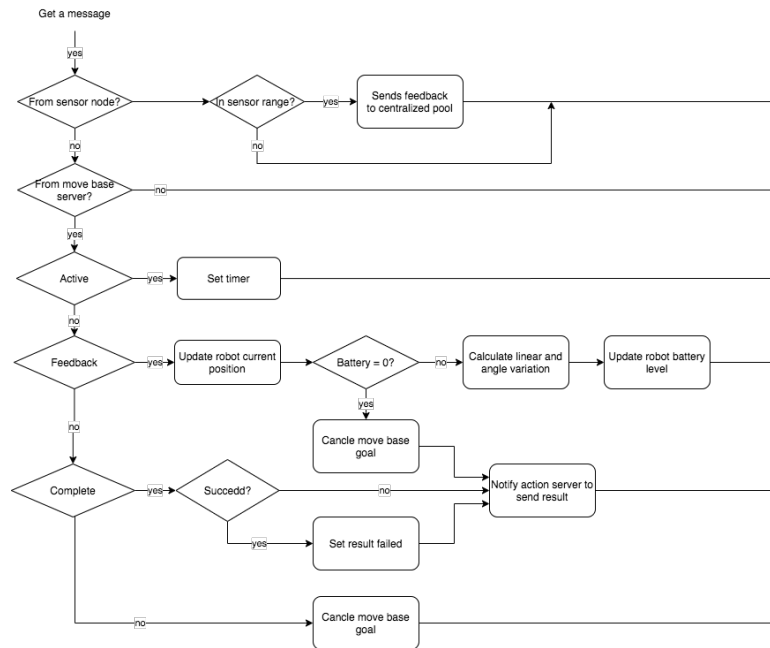 Get a message
yes
From sensor node?
In sensor range?
yes
Sends feedback
to centralized pool
no
no
From move base
server?
no
yes
Active
yes
Set timer
no
Feedback
yes
Update robot current
position
Battery = 0?
no
Calculate linear and
angle variation
Update robot battery
level
yes
no
Cancle move base
goal
Complete
yes
Succedd?
no
Notify action server to
send result
yes
Set result failed
no
Cancle move base
goal